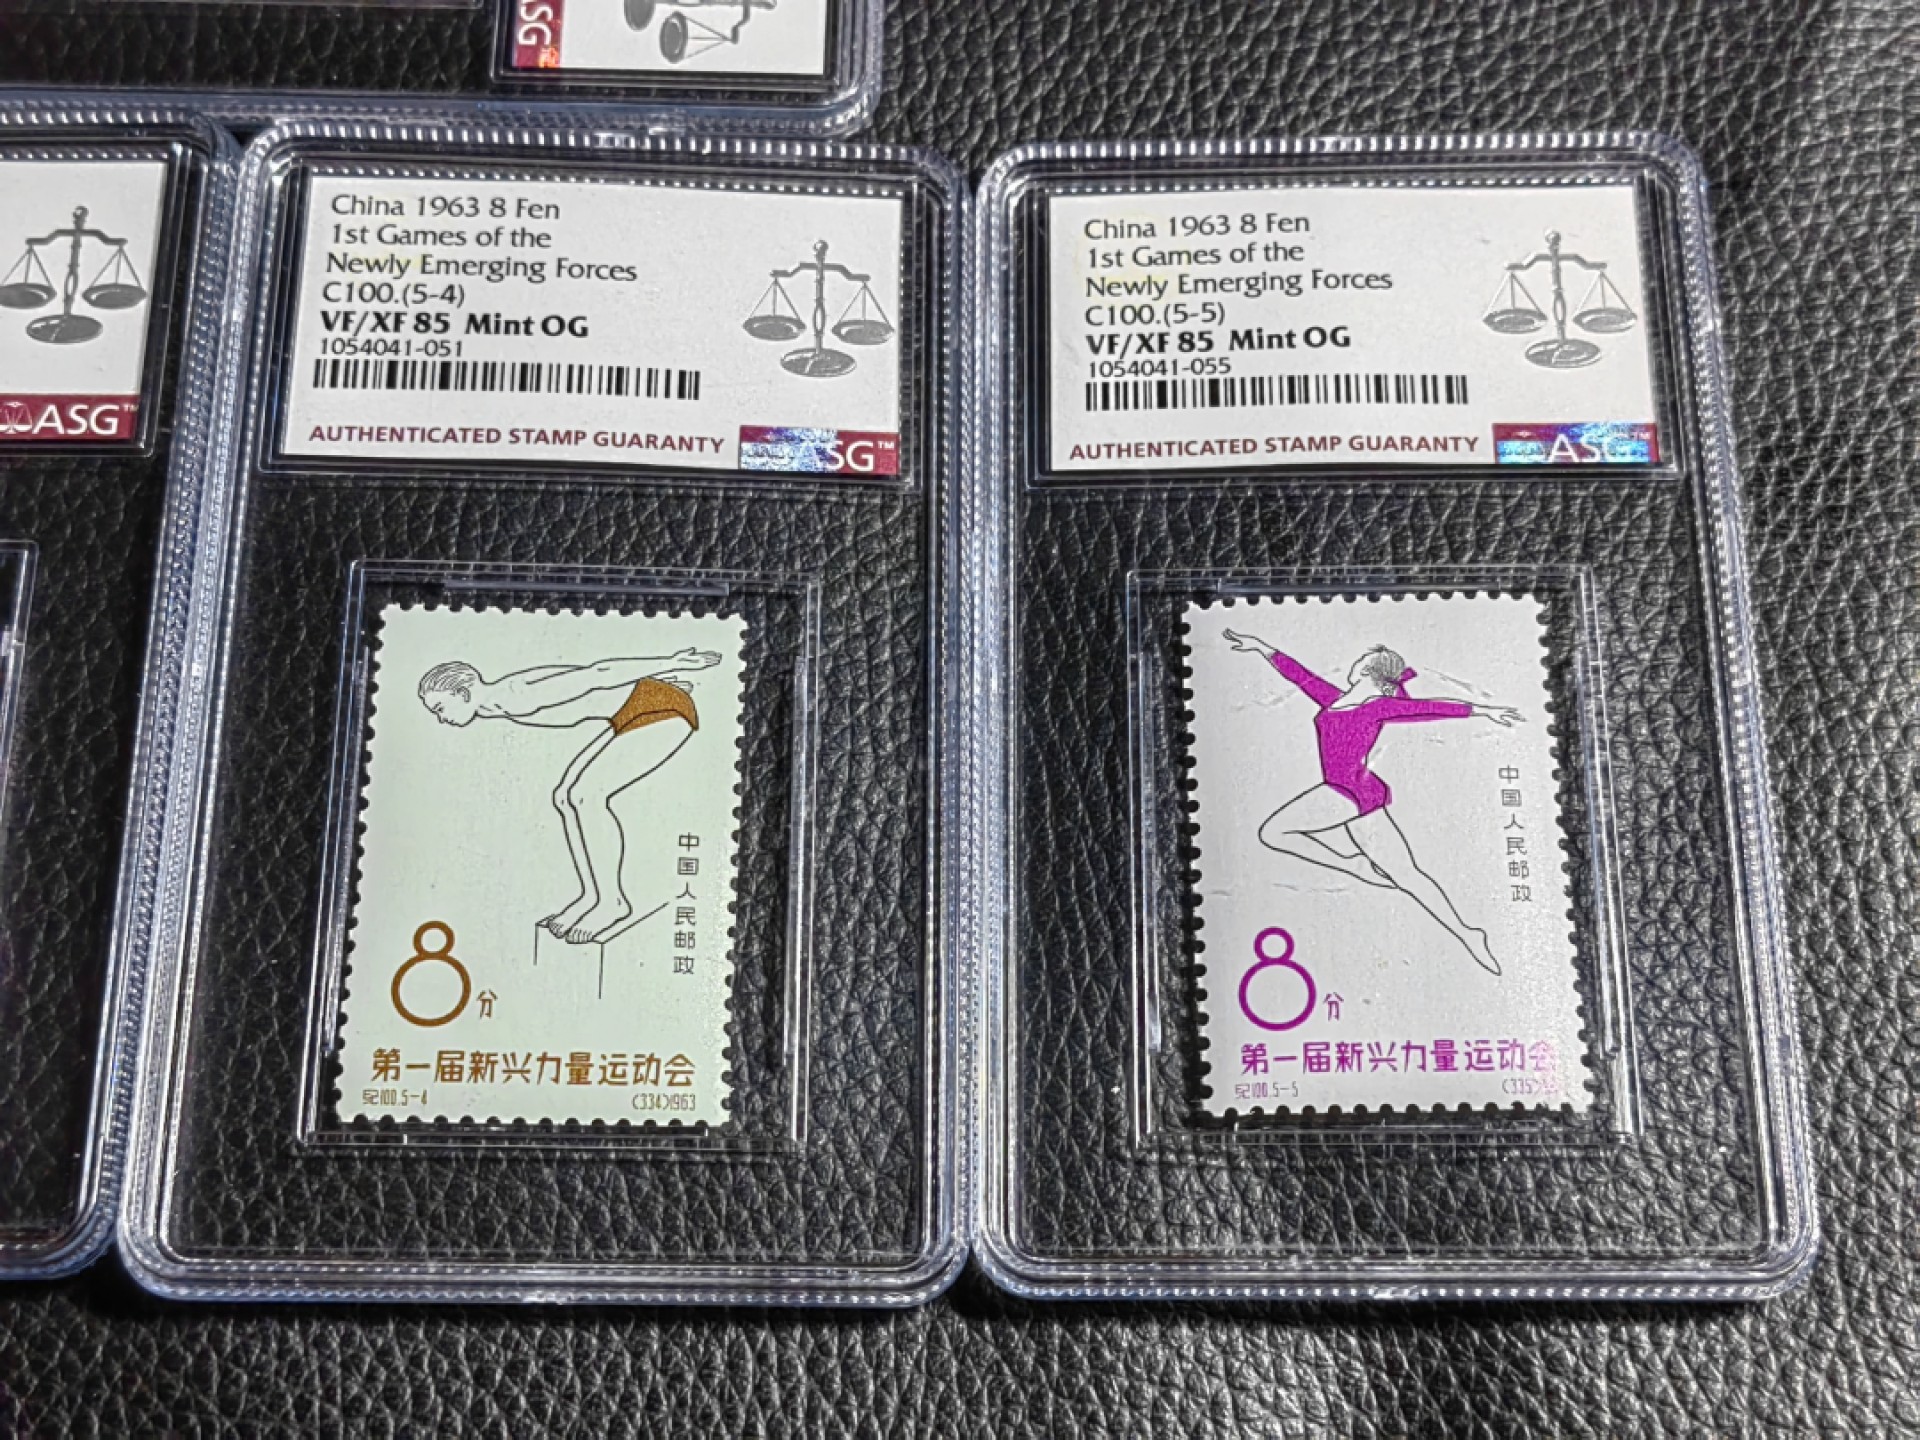 ASG
ASG™
China 1963 8 Fen
1st Games of the
Newly Emerging Forces
C100.(5-4)
VF/XF 85 Mint OG
1054041-051
AUTHENTICATED STAMP GUARANTY
ASG™
China 1963 8 Fen
1st Games of the
Newly Emerging Forces
C100.(5-5)
VF/XF 85 Mint OG
1054041-055
AUTHENTICATED STAMP GUARANTY
ASG™
中国人民邮政
8分
第一届新兴力量运动会
纪100.5-4 (334)1963
中国人民邮政
8分
第一届新兴力量运动会
纪100.5-5 (335)